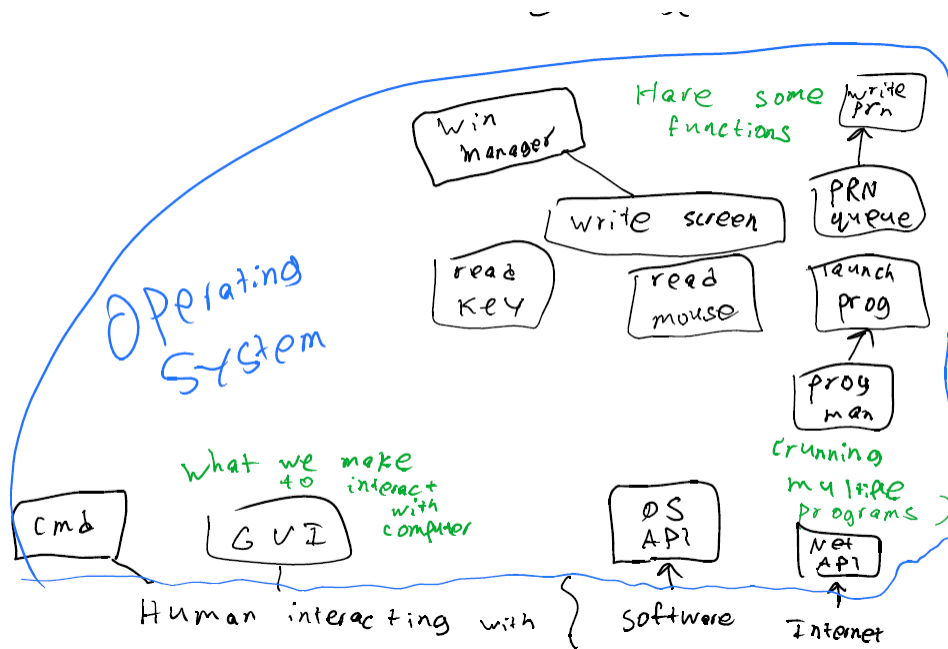 Have some
functions
write
prn
Win
manager
PRN
queue
write screen
read
key
read
mouse
launch
prog
Operating
System
prog
man
(running
multiple
programs)
What we make
to interact
with
computer
cmd
GUI
OS
API
Net
API
Human interacting with
Software
Internet